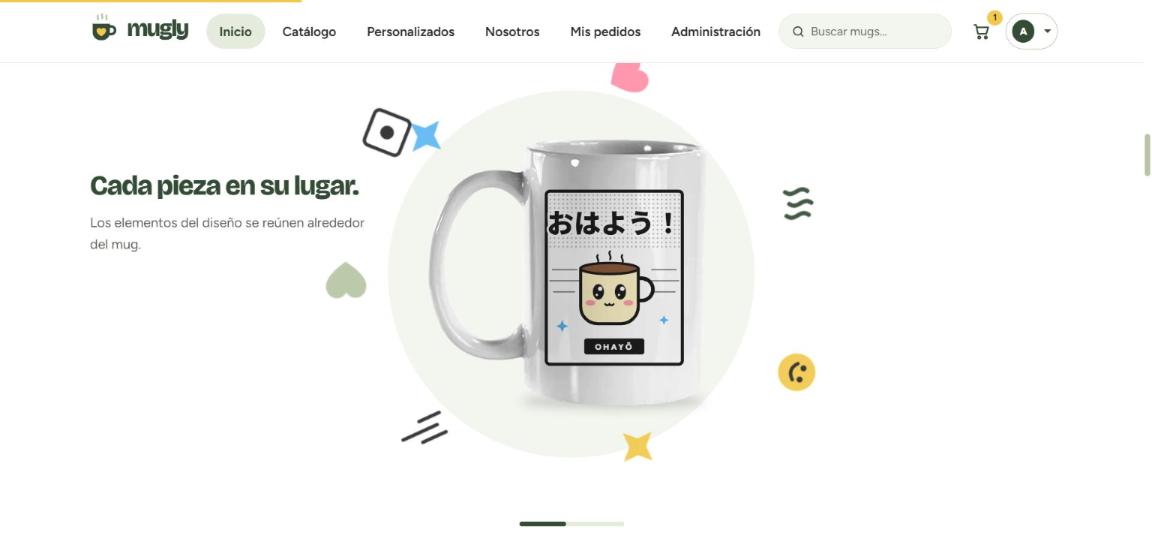 mugly
Inicio
Catálogo
Personalizados
Nosotros
Mis pedidos
Administración
Buscar mugs...
1
A
Cada pieza en su lugar.
Los elementos del diseño se reúnen alrededor
del mug.
おはよう！
OHAYŌ